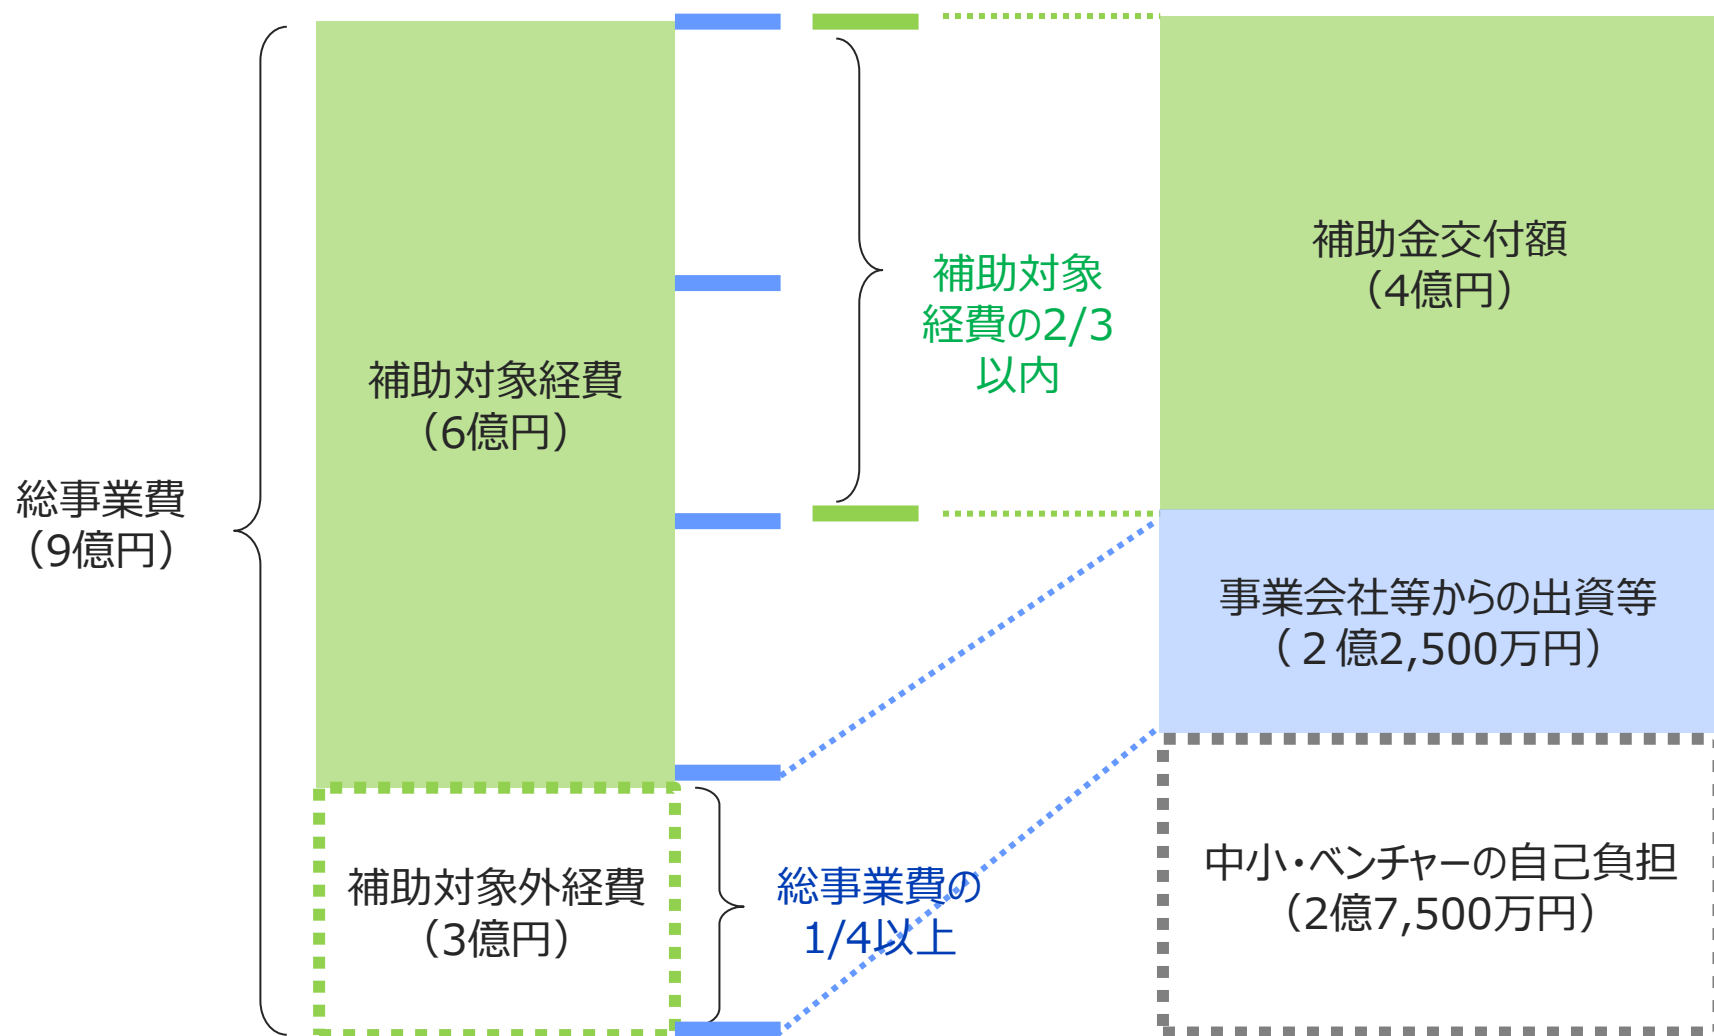 総事業費
（9億円）
補助対象経費
（6億円）
補助対象外経費
（3億円）
補助対象
経費の2/3
以内
総事業費の
1/4以上
補助金交付額
（4億円）
事業会社等からの出資等
（２億2,500万円）
中小・ベンチャーの自己負担
（2億7,500万円）